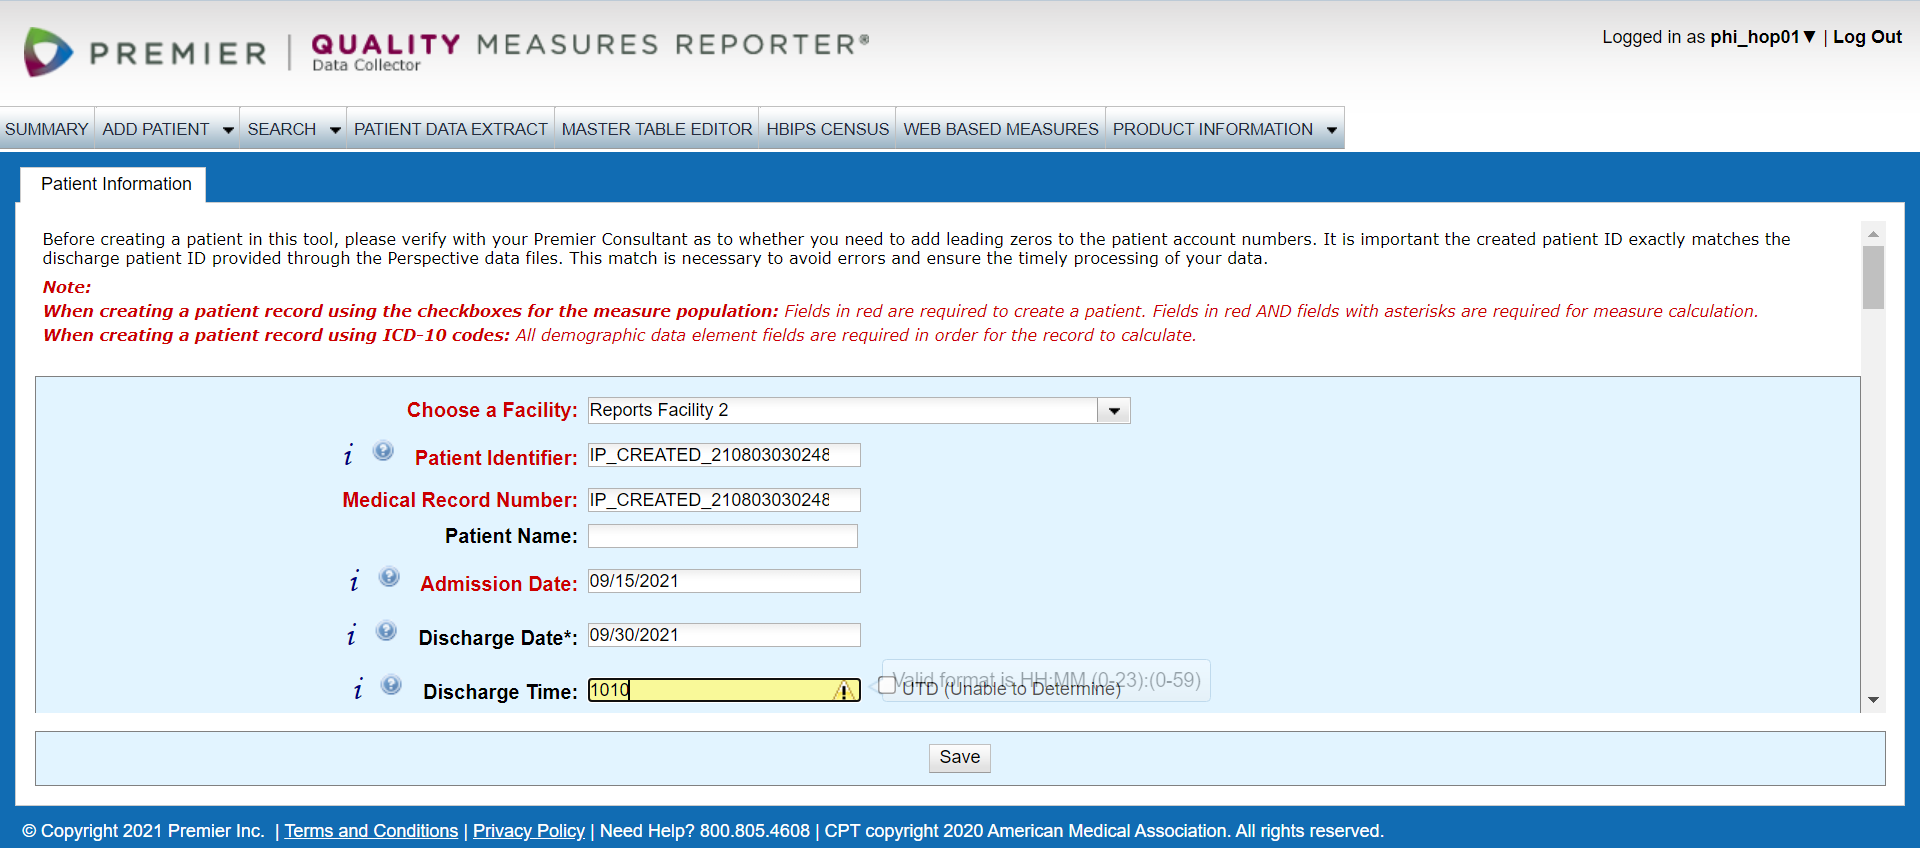 PREMIER | QUALITY MEASURES REPORTER®
Data Collector
Logged in as phi_hop01▼ | Log Out
SUMMARY ADD PATIENT SEARCH PATIENT DATA EXTRACT MASTER TABLE EDITOR HBIPS CENSUS WEB BASED MEASURES PRODUCT INFORMATION
Patient Information
Before creating a patient in this tool, please verify with your Premier Consultant as to whether you need to add leading zeros to the patient account numbers. It is important the created patient ID exactly matches the
discharge patient ID provided through the Perspective data files. This match is necessary to avoid errors and ensure the timely processing of your data.
Note:
When creating a patient record using the checkboxes for the measure population: Fields in red are required to create a patient. Fields in red AND fields with asterisks are required for measure calculation.
When creating a patient record using ICD-10 codes: All demographic data element fields are required in order for the record to calculate.
Choose a Facility: Reports Facility 2
i ? Patient Identifier: IP_CREATED_210803030248
Medical Record Number: IP_CREATED_210803030248
Patient Name:
i ? Admission Date: 09/15/2021
i ? Discharge Date*: 09/30/2021
i ? Discharge Time: 1010 Valid format is HH:MM (0-23):(0-59)
UTD (Unable to Determine)
Save
© Copyright 2021 Premier Inc. | Terms and Conditions | Privacy Policy | Need Help? 800.805.4608 | CPT copyright 2020 American Medical Association. All rights reserved.